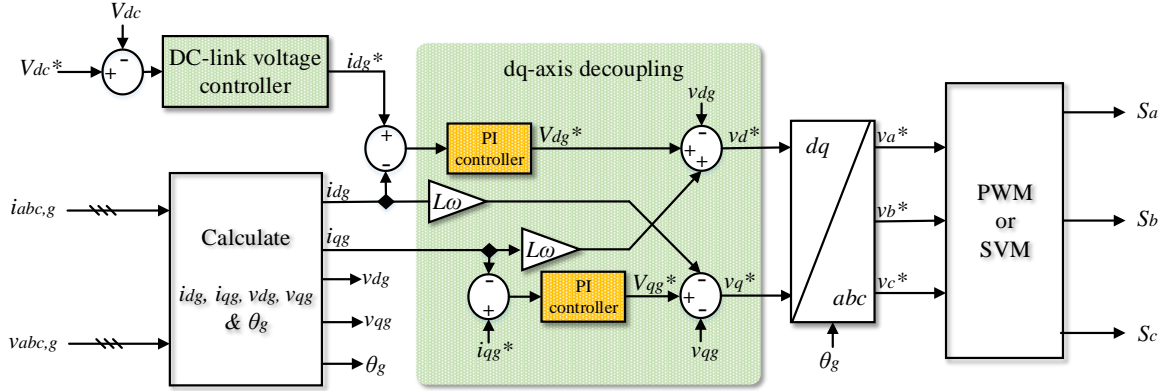 Vdc
Vdc*
+
-
DC-link voltage
controller
idg*
dq-axis decoupling
vdg
+
-
PI
controller
Vdg*
-
+
+
vd*
dq
abc
va*
vb*
vc*
PWM
or
SVM
Sa
Sb
Sc
iabc,g
vabc,g
Calculate
idg, iqg, vdg, vqg
& θg
idg
iqg
vdg
vqg
θg
Lω
Lω
-
+
iqg*
PI
controller
Vqg*
-
+
-
vq*
vqg
θg